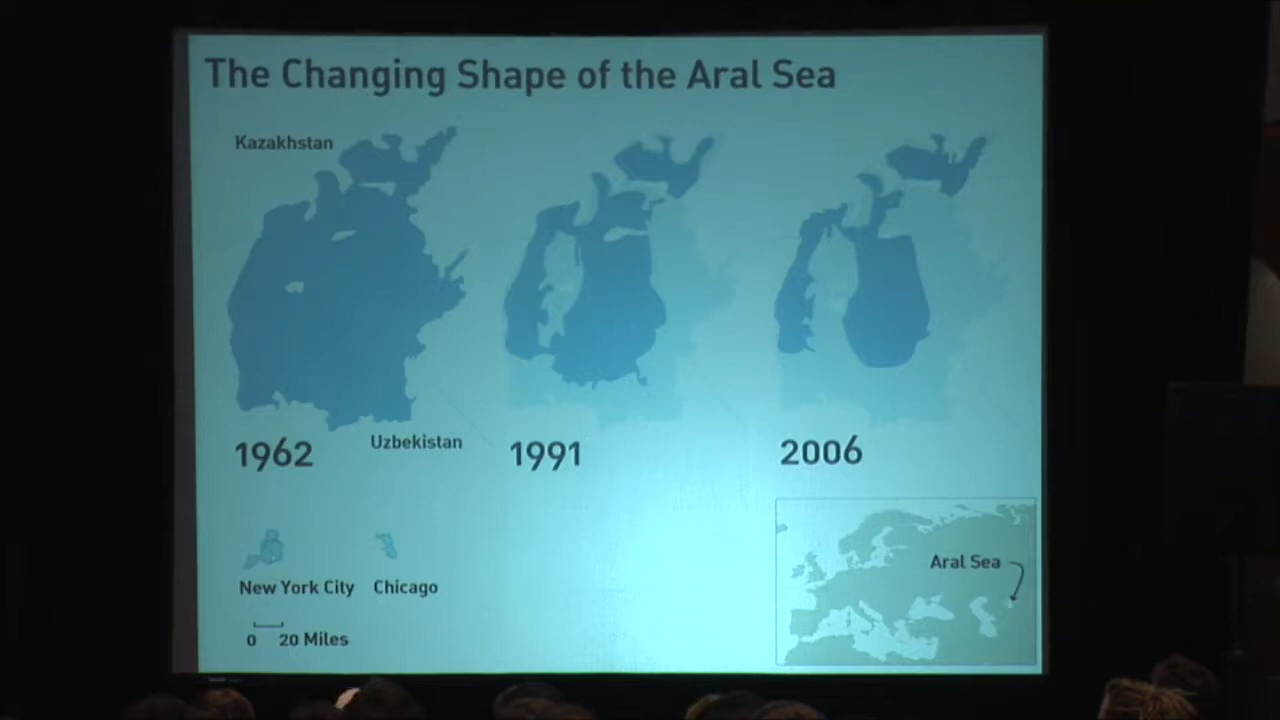 The Changing Shape of the Aral Sea
Kazakhstan
Uzbekistan
1962
1991
2006
New York City
Chicago
0 20 Miles
Aral Sea